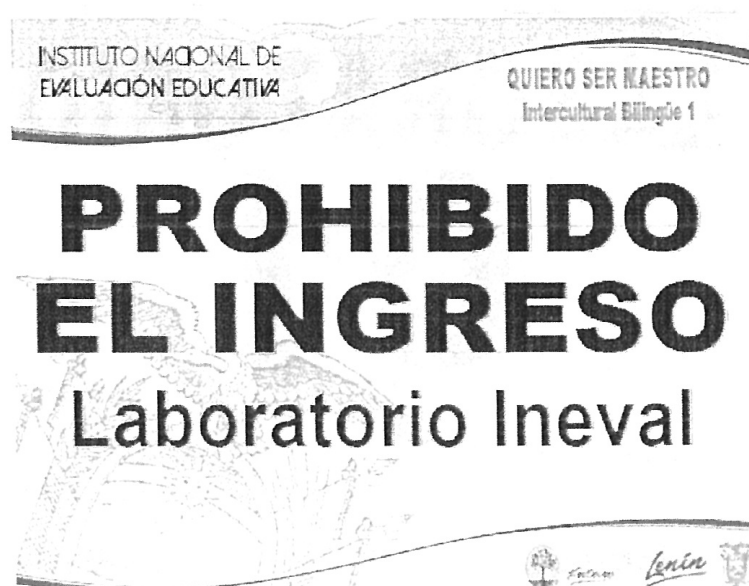 INSTITUTO NACIONAL DE
EVALUACIÓN EDUCATIVA
QUIERO SER MAESTRO
Intercultural Bilingüe 1
PROHIBIDO
EL INGRESO
Laboratorio Ineval
Lenín